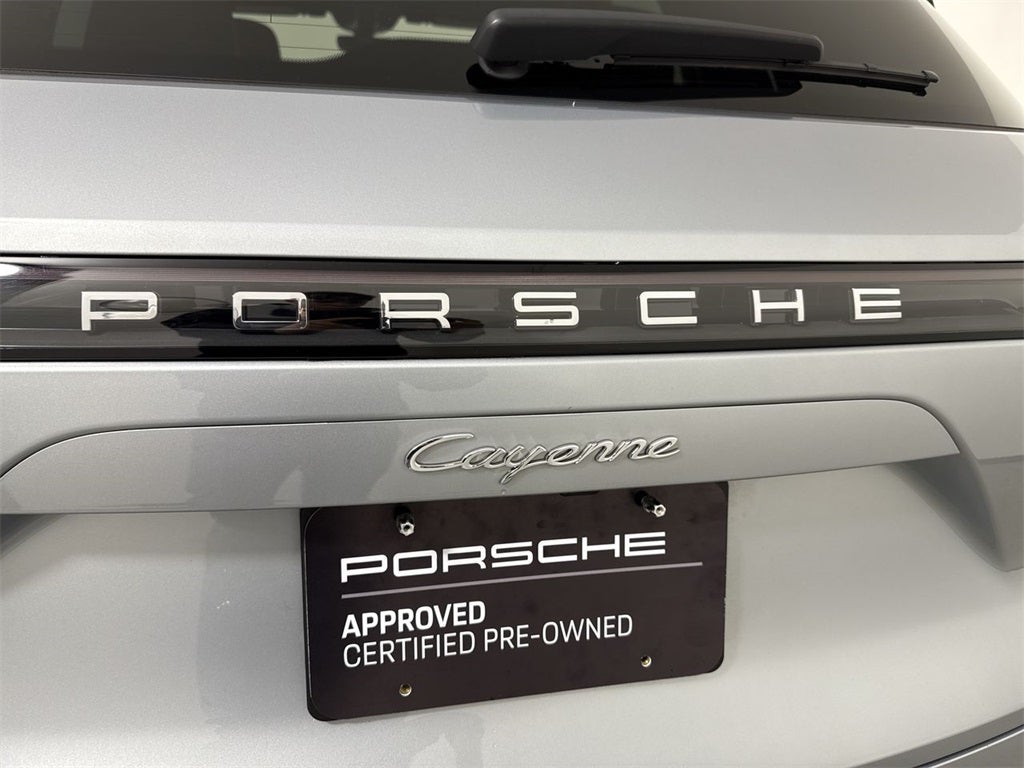 PORSCHE
Cayenne
PORSCHE
APPROVED
CERTIFIED PRE-OWNED